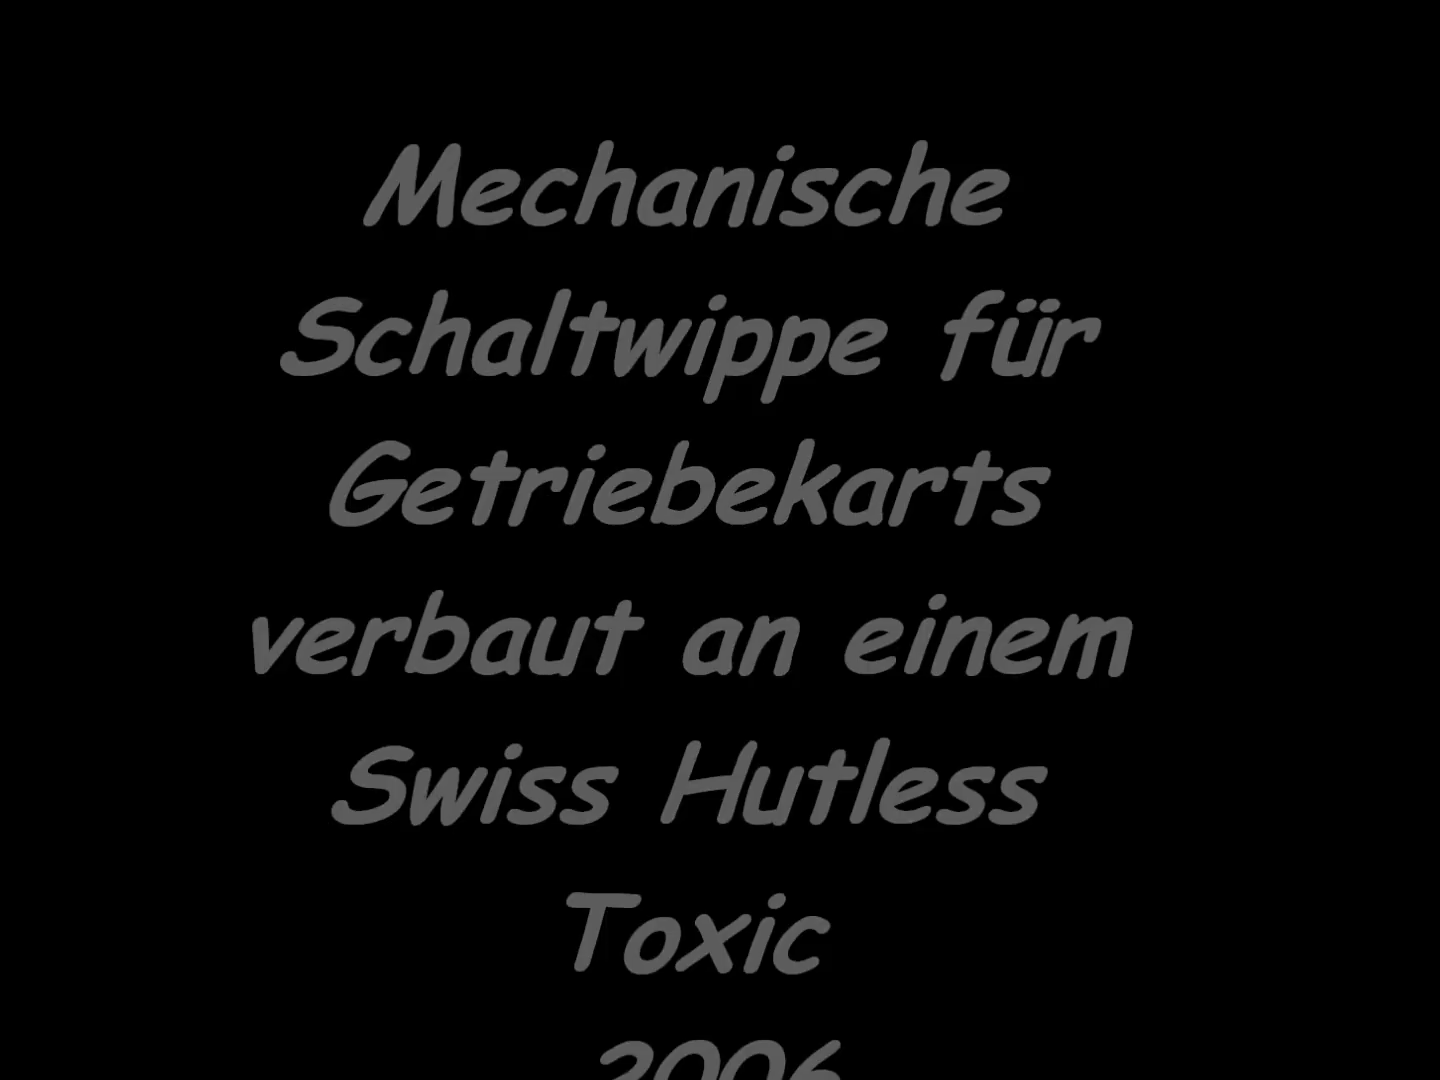 Mechanische
Schaltwippe für
Getriebekarts
verbaut an einem
Swiss Hutless
Toxic
2006